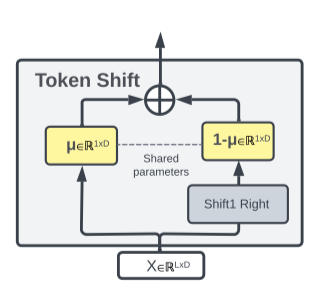 Token Shift
μ∈ℝ¹ˣᴰ
1-μ∈ℝ¹ˣᴰ
Shared
parameters
Shift1 Right
X∈ℝᴸˣᴰ